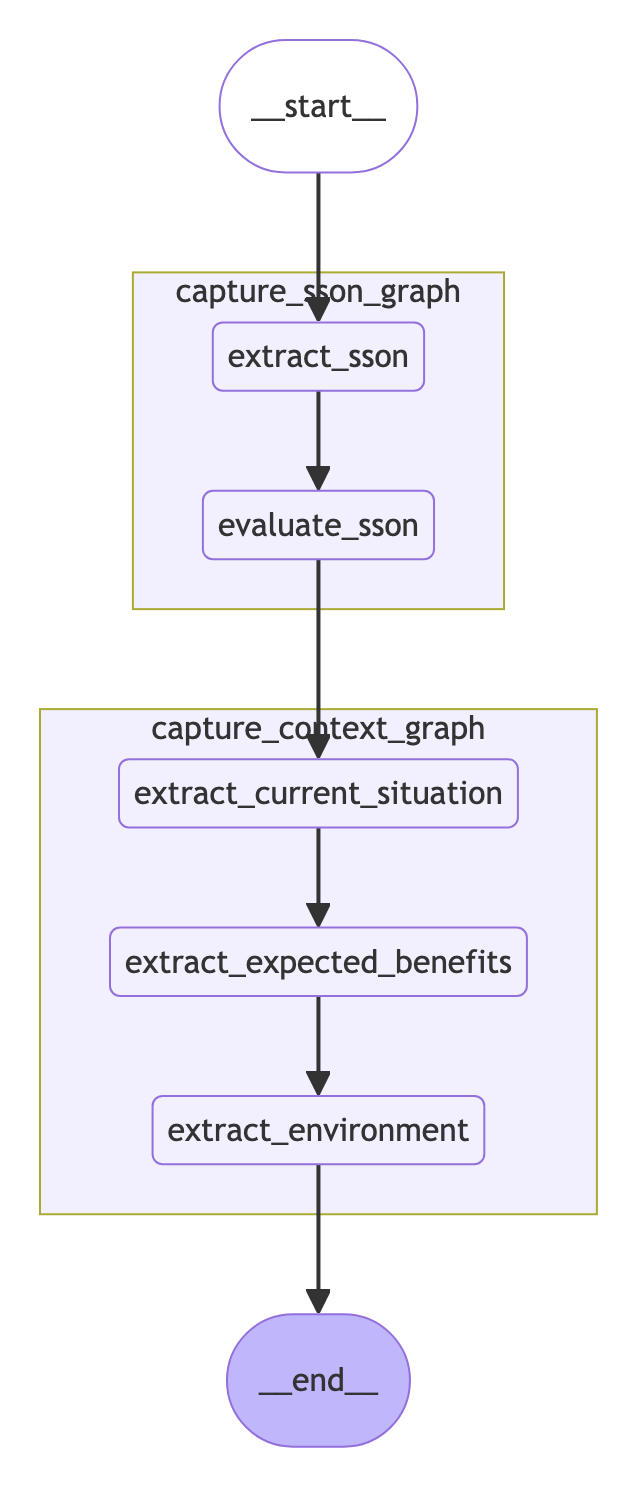 __start__
capture_sson_graph
extract_sson
evaluate_sson
capture_context_graph
extract_current_situation
extract_expected_benefits
extract_environment
__end__